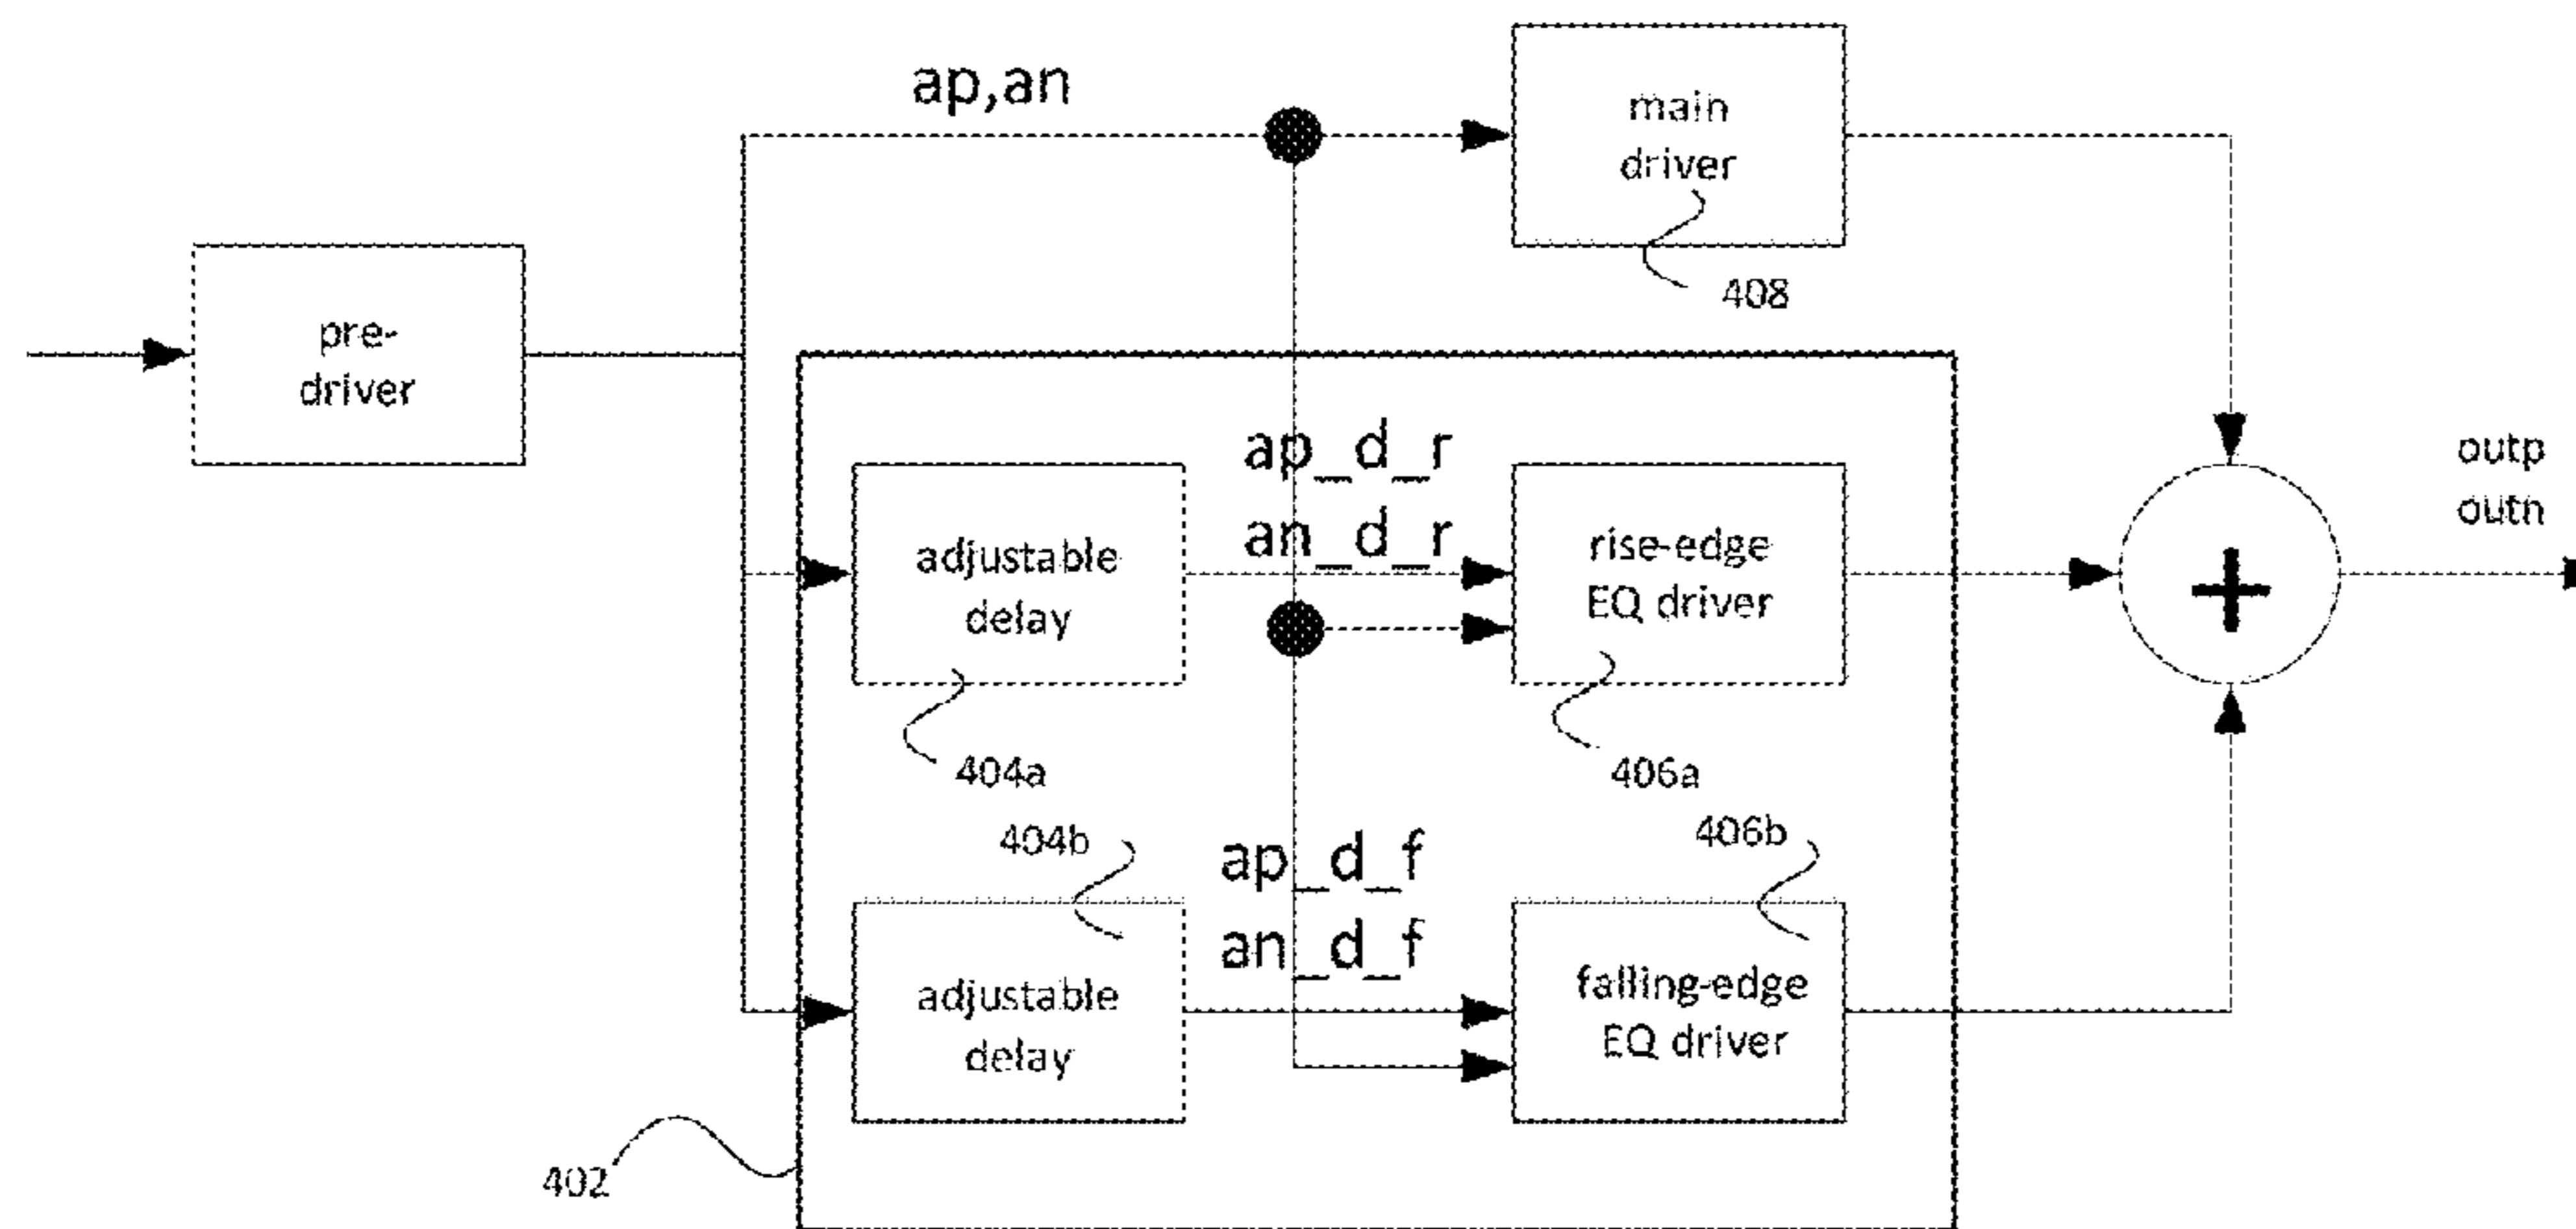 ap,an
main
driver
408
pre-
driver
ap_d_r
an_d_r
adjustable
delay
404a
rise-edge
EQ driver
406a
+
outp
outn
404b
406b
ap_d_f
an_d_f
adjustable
delay
falling-edge
EQ driver
402